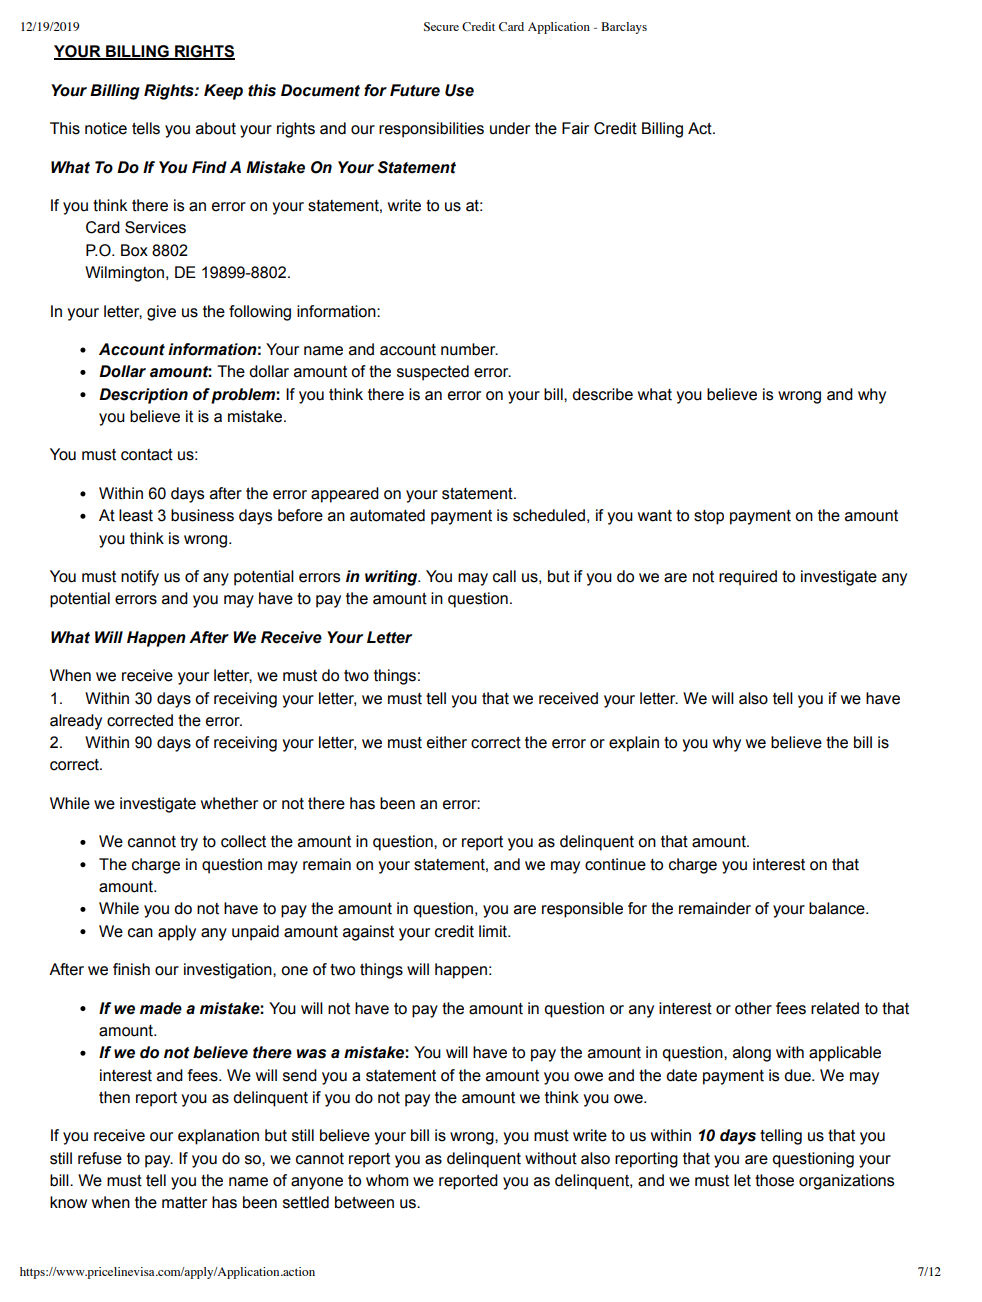 12/19/2019 Secure Credit Card Application - Barclays
YOUR BILLING RIGHTS
Your Billing Rights: Keep this Document for Future Use
This notice tells you about your rights and our responsibilities under the Fair Credit Billing Act.
What To Do If You Find A Mistake On Your Statement
If you think there is an error on your statement, write to us at:
Card Services
P.O. Box 8802
Wilmington, DE 19899-8802.
In your letter, give us the following information:
• Account information: Your name and account number.
• Dollar amount: The dollar amount of the suspected error.
• Description of problem: If you think there is an error on your bill, describe what you believe is wrong and why
you believe it is a mistake.
You must contact us:
• Within 60 days after the error appeared on your statement.
• At least 3 business days before an automated payment is scheduled, if you want to stop payment on the amount
you think is wrong.
You must notify us of any potential errors in writing. You may call us, but if you do we are not required to investigate any
potential errors and you may have to pay the amount in question.
What Will Happen After We Receive Your Letter
When we receive your letter, we must do two things:
1. Within 30 days of receiving your letter, we must tell you that we received your letter. We will also tell you if we have
already corrected the error.
2. Within 90 days of receiving your letter, we must either correct the error or explain to you why we believe the bill is
correct.
While we investigate whether or not there has been an error:
• We cannot try to collect the amount in question, or report you as delinquent on that amount.
• The charge in question may remain on your statement, and we may continue to charge you interest on that
amount.
• While you do not have to pay the amount in question, you are responsible for the remainder of your balance.
• We can apply any unpaid amount against your credit limit.
After we finish our investigation, one of two things will happen:
• If we made a mistake: You will not have to pay the amount in question or any interest or other fees related to that
amount.
• If we do not believe there was a mistake: You will have to pay the amount in question, along with applicable
interest and fees. We will send you a statement of the amount you owe and the date payment is due. We may
then report you as delinquent if you do not pay the amount we think you owe.
If you receive our explanation but still believe your bill is wrong, you must write to us within 10 days telling us that you
still refuse to pay. If you do so, we cannot report you as delinquent without also reporting that you are questioning your
bill. We must tell you the name of anyone to whom we reported you as delinquent, and we must let those organizations
know when the matter has been settled between us.
https://www.pricelinevisa.com/apply/Application.action 7/12